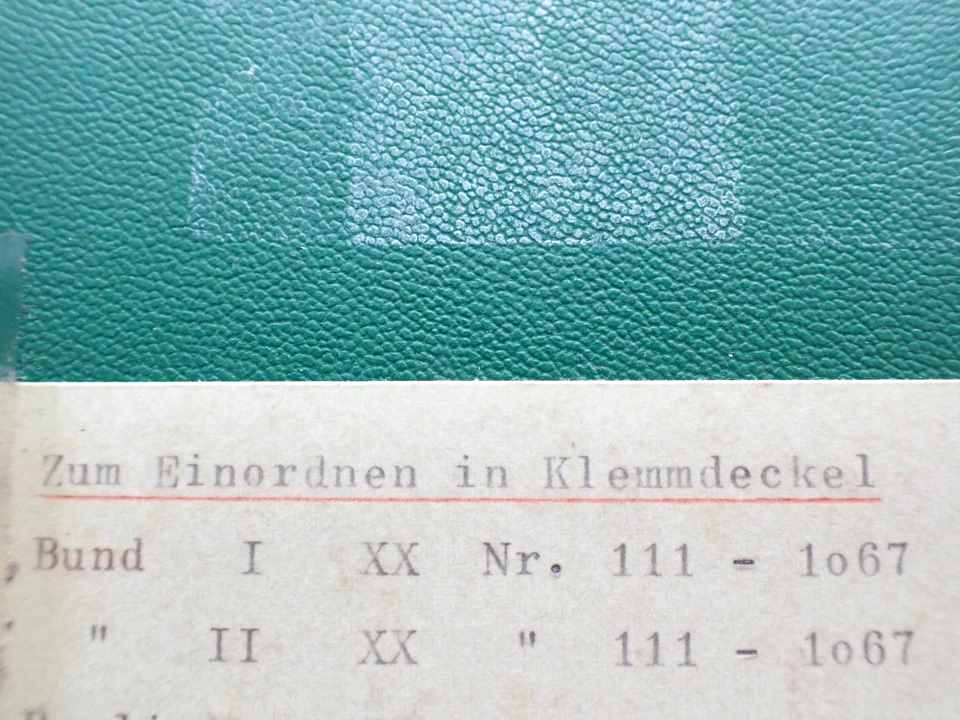 Zum Einordnen in Klemmdeckel
Bund I XX Nr. 111 - 1o67
" II XX " 111 - 1o67